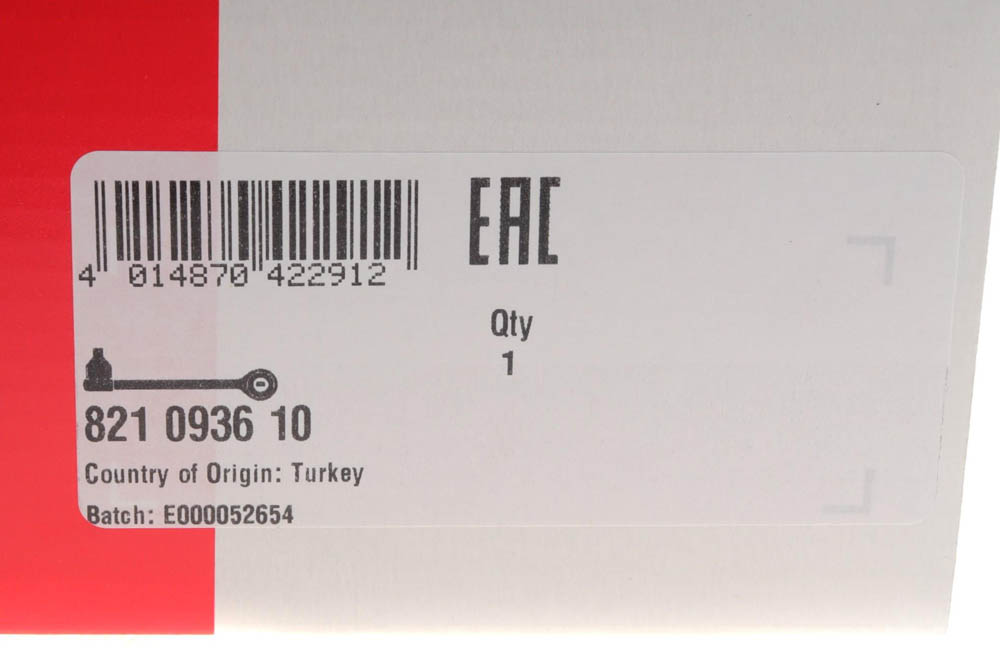 4 014870 422912
EAC
Qty
1
821 0936 10
Country of Origin: Turkey
Batch: E000052654